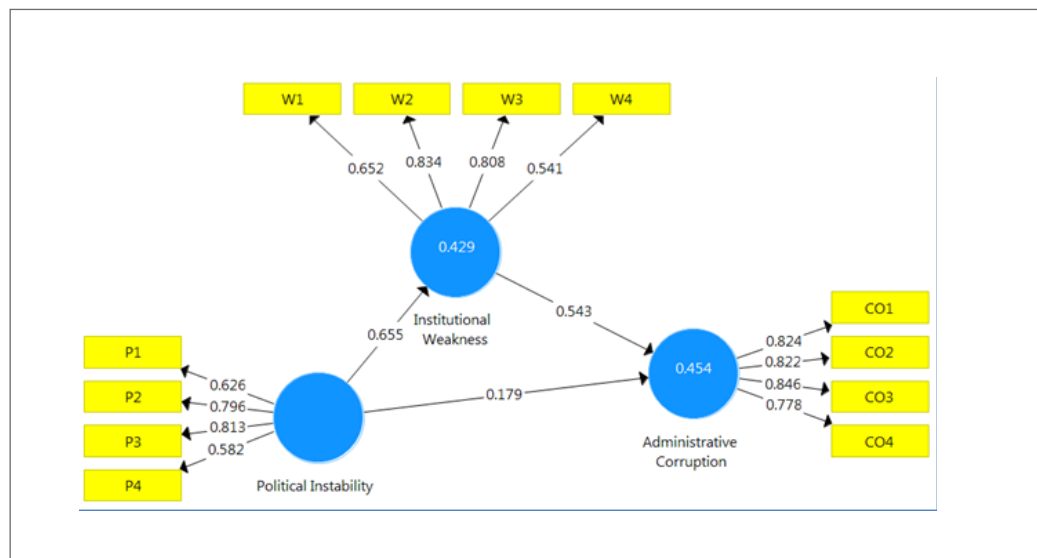 W1
W2
W3
W4
0.652
0.834
0.808
0.541
0.429
Institutional
Weakness
0.655
0.543
0.179
P1
P2
P3
P4
0.626
0.796
0.813
0.582
Political Instability
0.454
Administrative
Corruption
0.824
0.822
0.846
0.778
CO1
CO2
CO3
CO4